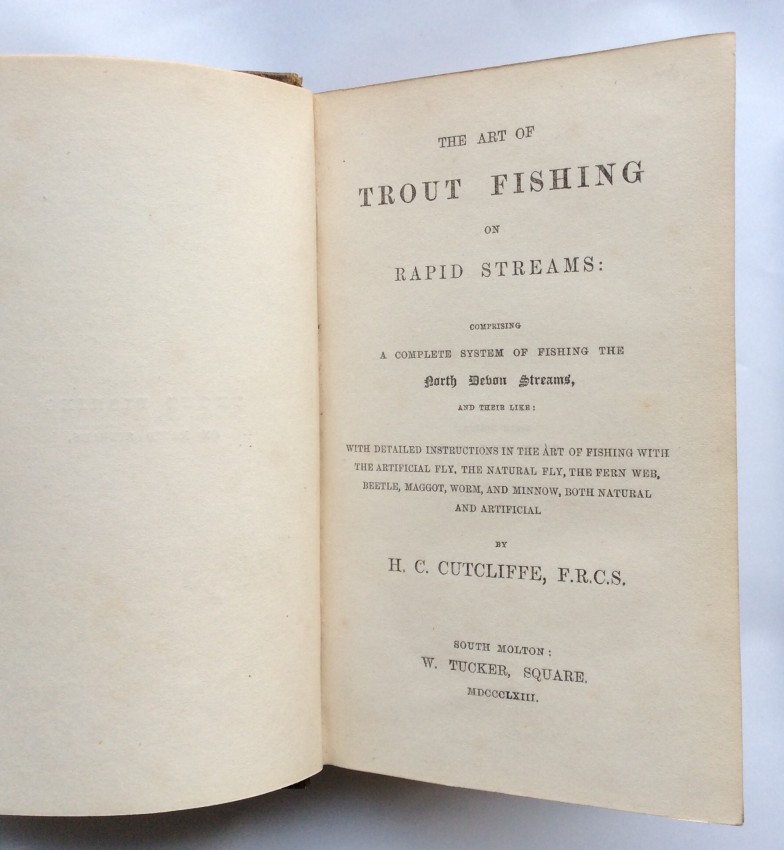 THE ART OF
TROUT FISHING
ON
RAPID STREAMS:
COMPRISING
A COMPLETE SYSTEM OF FISHING THE
North Devon Streams,
AND THEIR LIKE:
WITH DETAILED INSTRUCTIONS IN THE ART OF FISHING WITH
THE ARTIFICIAL FLY, THE NATURAL FLY, THE FERN WEB,
BEETLE, MAGGOT, WORM, AND MINNOW, BOTH NATURAL
AND ARTIFICIAL
BY
H. C. CUTCLIFFE, F.R.C.S.
SOUTH MOLTON:
W. TUCKER, SQUARE.
MDCCCLXIII.